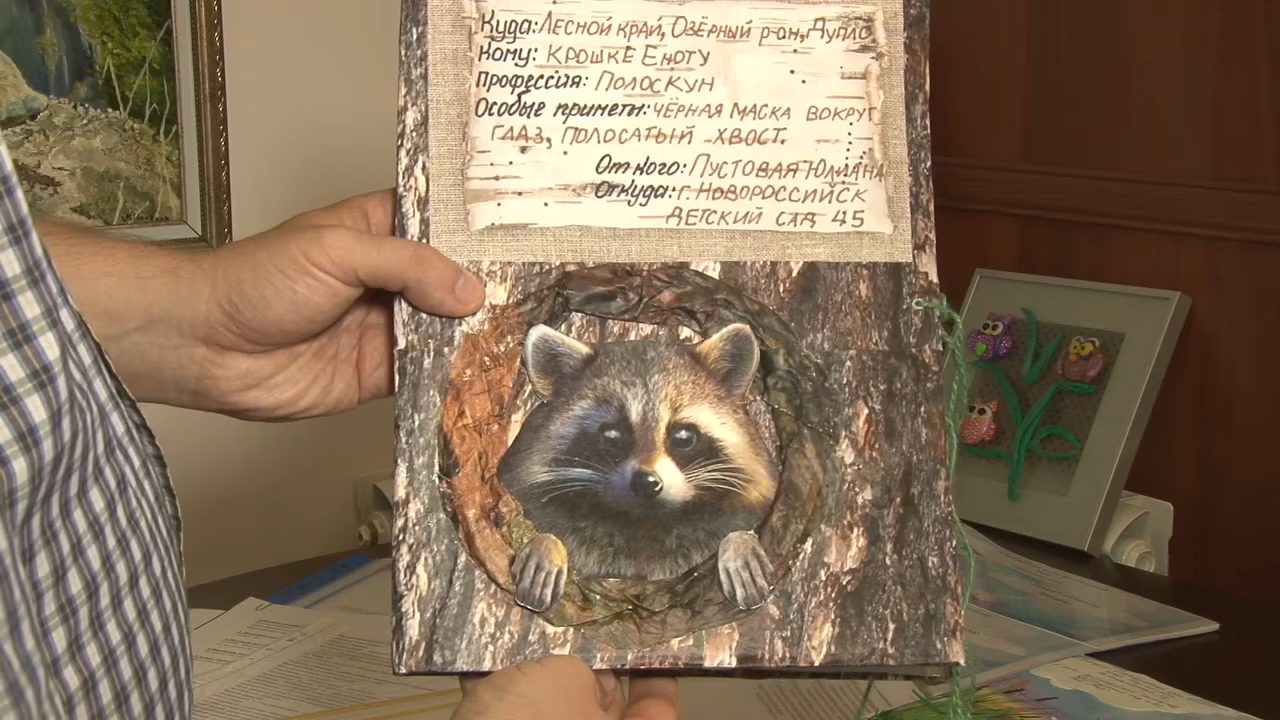 Куда: Лесной край, Озёрный р-он, Дупло
Кому: Крошке Еноту
Профессия: Полоскун
Особые приметы: чёрная маска вокруг
глаз, полосатый хвост.
От кого: Пустовая Юлиана
Откуда: г. Новороссийск
детский сад 45